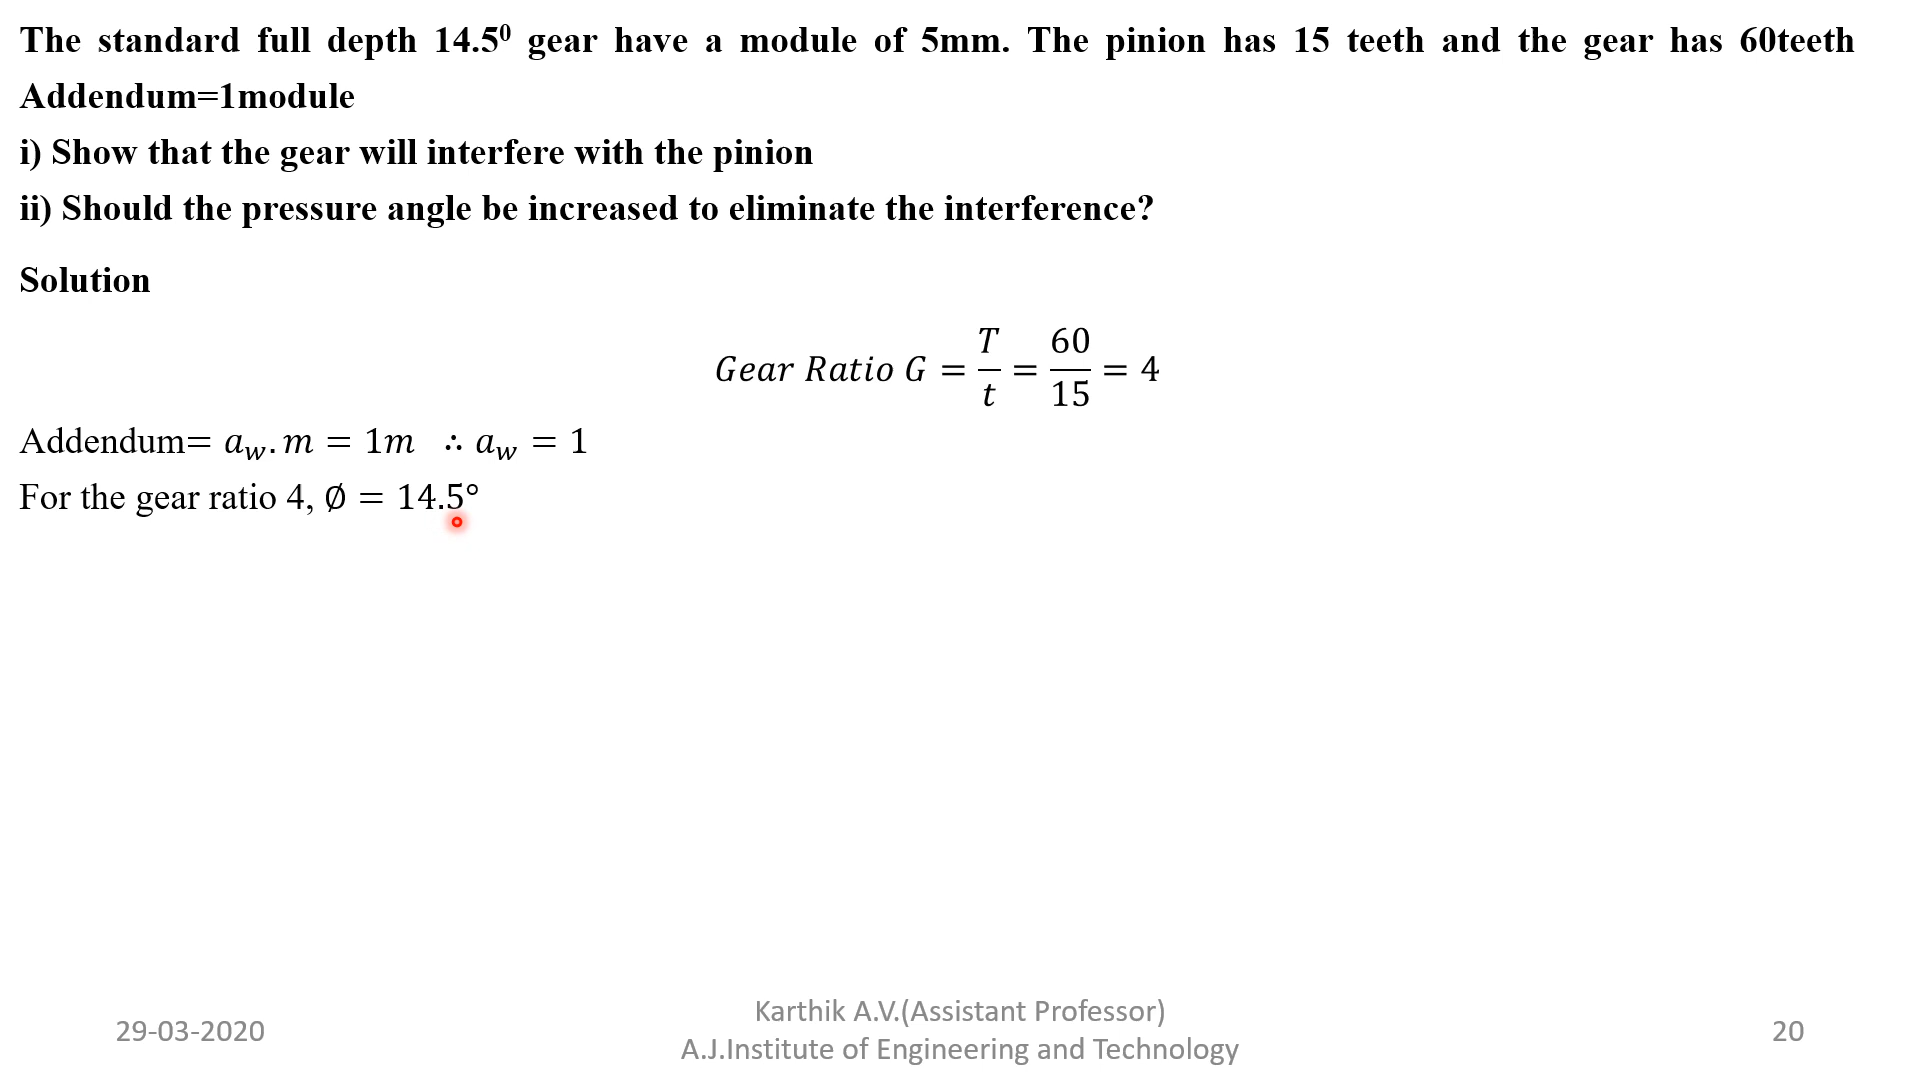 The standard full depth 14.5⁰ gear have a module of 5mm. The pinion has 15 teeth and the gear has 60teeth
Addendum=1module
i) Show that the gear will interfere with the pinion
ii) Should the pressure angle be increased to eliminate the interference?
Solution
Gear Ratio G = T/t = 60/15 = 4
Addendum= a_w.m = 1m ∴ a_w = 1
For the gear ratio 4, ∅ = 14.5°
29-03-2020
Karthik A.V.(Assistant Professor)
A.J.Institute of Engineering and Technology
20